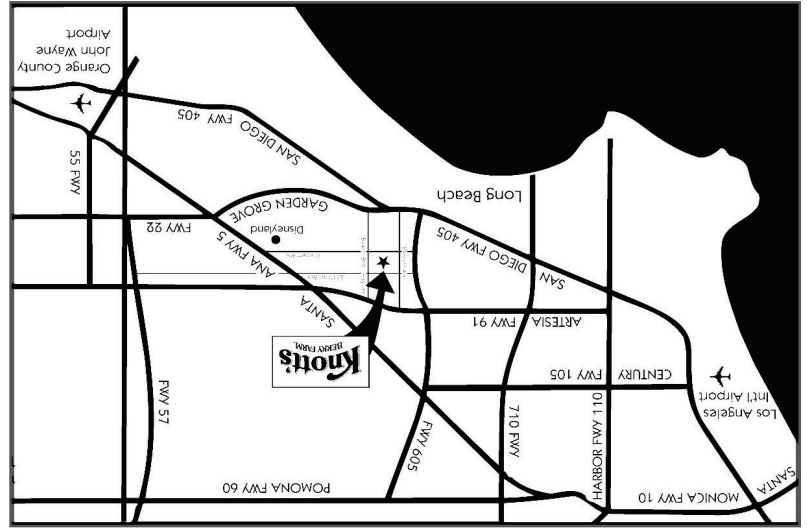 SANTA
MONICA FWY 10
POMONA FWY 60
Los Angeles
Int'l Airport
HARBOR FWY 110
710 FWY
FWY 605
FWY 57
CENTURY FWY 105
Knott's
BERRY FARM.
ARTESIA FWY 91
SANTA
ANA FWY 5
SAN
DIEGO FWY 405
Disneyland
FWY 22
GARDEN GROVE
Long Beach
55 FWY
SAN DIEGO
FWY 405
Orange County
John Wayne
Airport